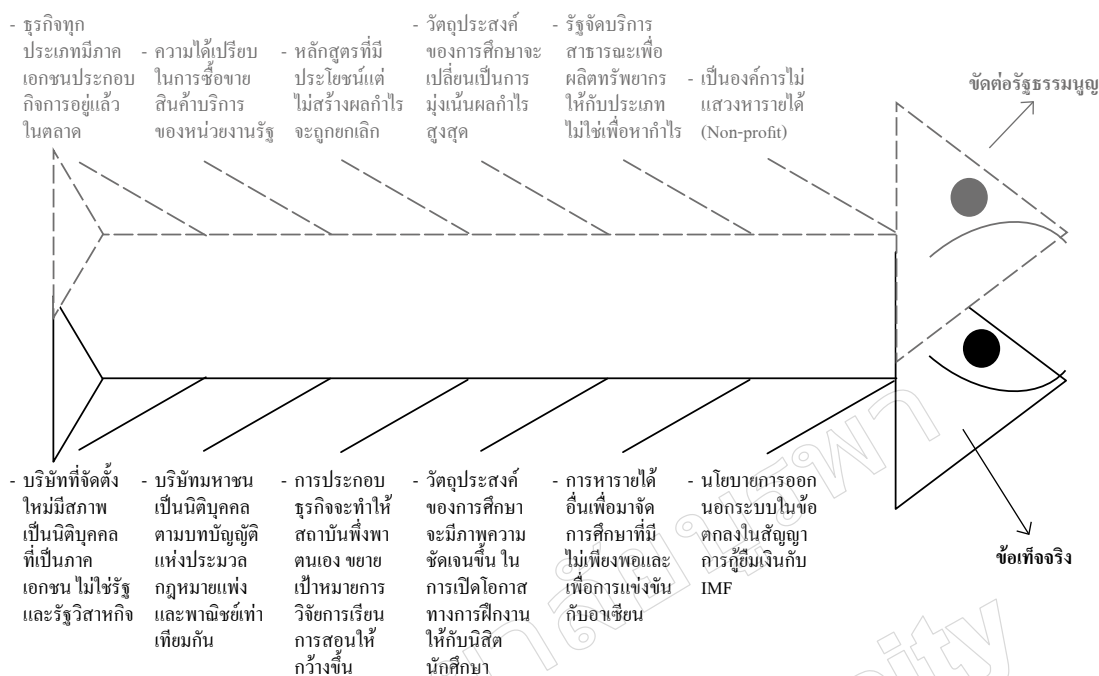 - ธุรกิจทุก
ประเภทมีภาค
เอกชนประกอบ
กิจการอยู่แล้ว
ในตลาด
- ความได้เปรียบ
ในการซื้อขาย
สินค้าบริการ
ของหน่วยงานรัฐ
- หลักสูตรที่มี
ประโยชน์แต่
ไม่สร้างผลกำไร
จะถูกยกเลิก
- วัตถุประสงค์
ของการศึกษาจะ
เปลี่ยนเป็นการ
มุ่งเน้นผลกำไร
สูงสุด
- รัฐจัดบริการ
สาธารณะเพื่อ
ผลิตทรัพยากร
ให้กับประเภท
ไม่ใช่เพื่อหากำไร
- เป็นองค์การไม่
แสวงหารายได้
(Non-profit)
ขัดต่อรัฐธรรมนูญ
- บริษัทที่จัดตั้ง
ใหม่มีสภาพ
เป็นนิติบุคคล
ที่เป็นภาค
เอกชน ไม่ใช่รัฐ
และรัฐวิสาหกิจ
- บริษัทมหาชน
เป็นนิติบุคคล
ตามบทบัญญัติ
แห่งประมวล
กฎหมายแพ่ง
และพาณิชย์เท่า
เทียมกัน
- การประกอบ
ธุรกิจจะทำให้
สถาบันพึ่งพา
ตนเอง ขยาย
เป้าหมายการ
วิจัยการเรียน
การสอนให้
กว้างขึ้น
- วัตถุประสงค์
ของการศึกษา
จะมีภาพความ
ชัดเจนขึ้น ใน
การเปิดโอกาส
ทางการฝึกงาน
ให้กับนิสิต
นักศึกษา
- การหารายได้
อื่นเพื่อมาจัด
การศึกษาที่มี
ไม่เพียงพอและ
เพื่อการแข่งขัน
กับอาเซียน
- นโยบายการออก
นอกระบบในข้อ
ตกลงในสัญญา
การกู้ยืมเงินกับ
IMF
ข้อเท็จจริง